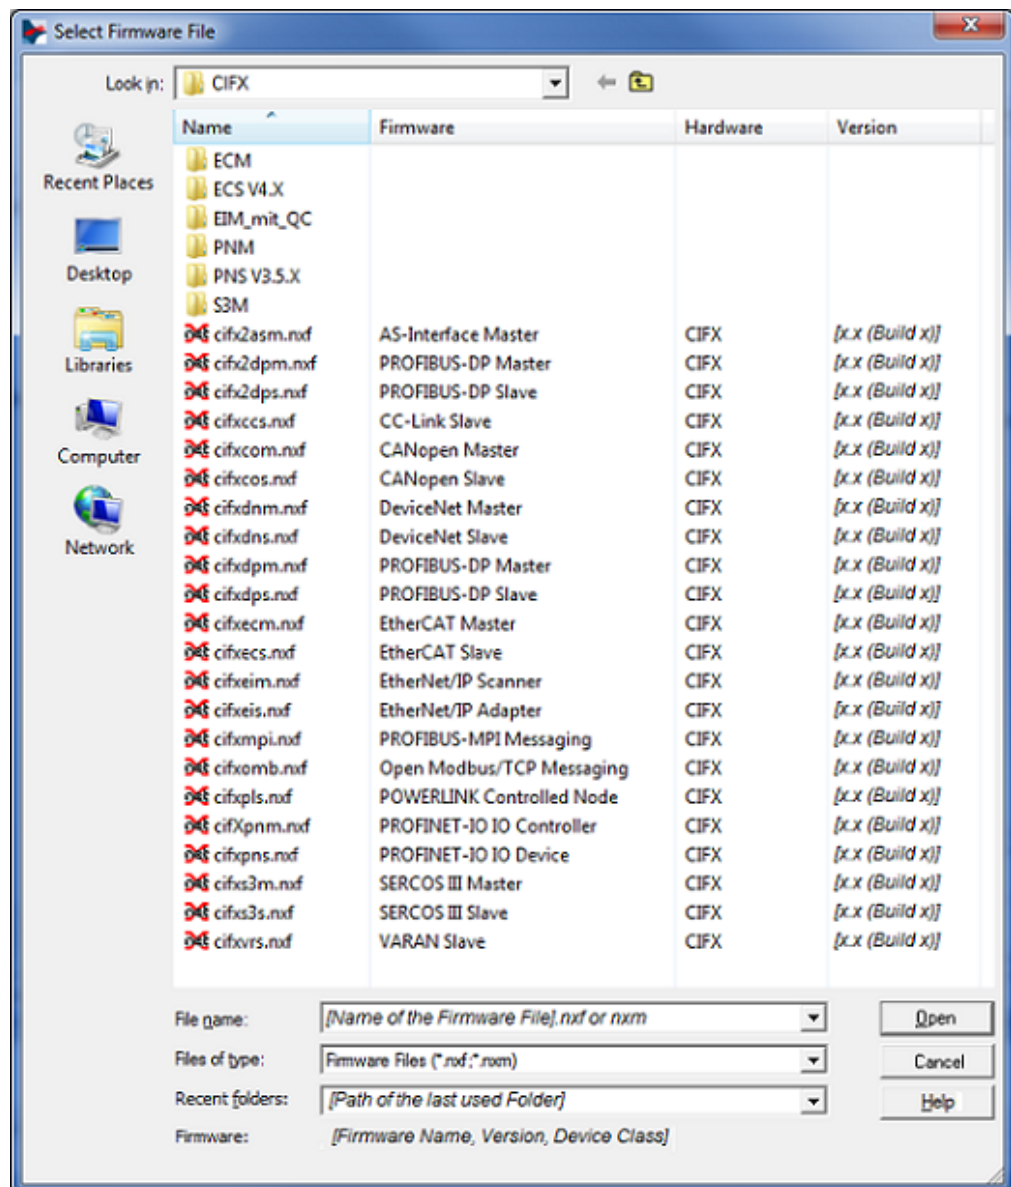 Select Firmware File
Look in: CIFX
Name Firmware Hardware Version
Recent Places
Desktop
Libraries
Computer
Network
ECM
ECS V4.X
EIM_mit_QC
PNM
PNS V3.5.X
S3M
cifx2asm.nxf AS-Interface Master CIFX [x.x (Build x)]
cifx2dpm.nxf PROFIBUS-DP Master CIFX [x.x (Build x)]
cifx2dps.nxf PROFIBUS-DP Slave CIFX [x.x (Build x)]
cifxccs.nxf CC-Link Slave CIFX [x.x (Build x)]
cifxcom.nxf CANopen Master CIFX [x.x (Build x)]
cifxcos.nxf CANopen Slave CIFX [x.x (Build x)]
cifxdnm.nxf DeviceNet Master CIFX [x.x (Build x)]
cifxdns.nxf DeviceNet Slave CIFX [x.x (Build x)]
cifxdpm.nxf PROFIBUS-DP Master CIFX [x.x (Build x)]
cifxdps.nxf PROFIBUS-DP Slave CIFX [x.x (Build x)]
cifxecm.nxf EtherCAT Master CIFX [x.x (Build x)]
cifxecs.nxf EtherCAT Slave CIFX [x.x (Build x)]
cifxeim.nxf EtherNet/IP Scanner CIFX [x.x (Build x)]
cifxeis.nxf EtherNet/IP Adapter CIFX [x.x (Build x)]
cifxmpi.nxf PROFIBUS-MPI Messaging CIFX [x.x (Build x)]
cifxomb.nxf Open Modbus/TCP Messaging CIFX [x.x (Build x)]
cifxpls.nxf POWERLINK Controlled Node CIFX [x.x (Build x)]
cifXpnm.nxf PROFINET-IO IO Controller CIFX [x.x (Build x)]
cifxpns.nxf PROFINET-IO IO Device CIFX [x.x (Build x)]
cifxs3m.nxf SERCOS III Master CIFX [x.x (Build x)]
cifxs3s.nxf SERCOS III Slave CIFX [x.x (Build x)]
cifxvrs.nxf VARAN Slave CIFX [x.x (Build x)]
File name: [Name of the Firmware File].nxf or nxm Open
Files of type: Firmware Files (*.nxf;*.nxm) Cancel
Recent folders: [Path of the last used Folder] Help
Firmware: [Firmware Name, Version, Device Class]